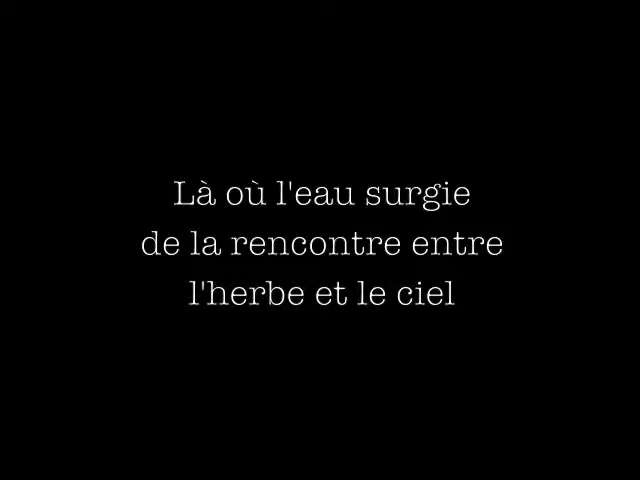 Là où l'eau surgie
de la rencontre entre
l'herbe et le ciel